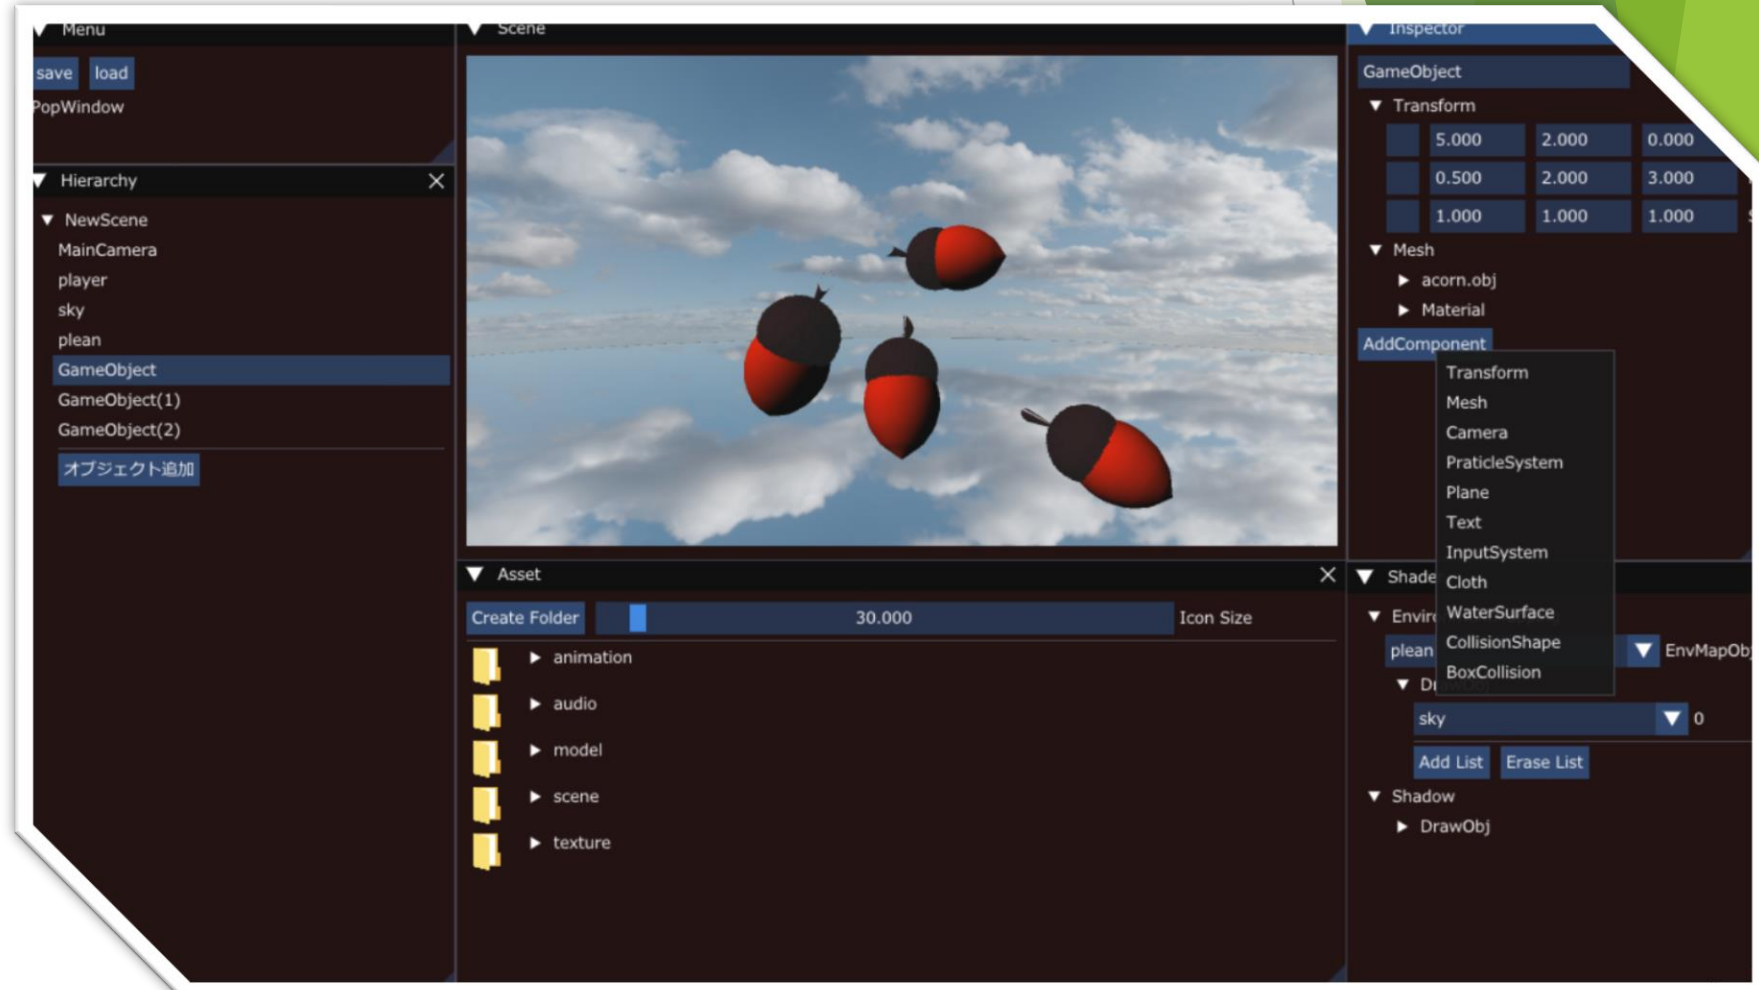 Menu
save load
PopWindow
Hierarchy
NewScene
MainCamera
player
sky
plean
GameObject
GameObject(1)
GameObject(2)
オブジェクト追加
Scene
Asset
Create Folder 30.000 Icon Size
animation
audio
model
scene
texture
Inspector
GameObject
Transform
5.000 2.000 0.000
0.500 2.000 3.000
1.000 1.000 1.000
Mesh
acorn.obj
Material
AddComponent
Transform
Mesh
Camera
PraticleSystem
Plane
Text
InputSystem
Cloth
WaterSurface
CollisionShape
BoxCollision
Shade
Envir
plean EnvMapObj
sky 0
Add List Erase List
Shadow
DrawObj